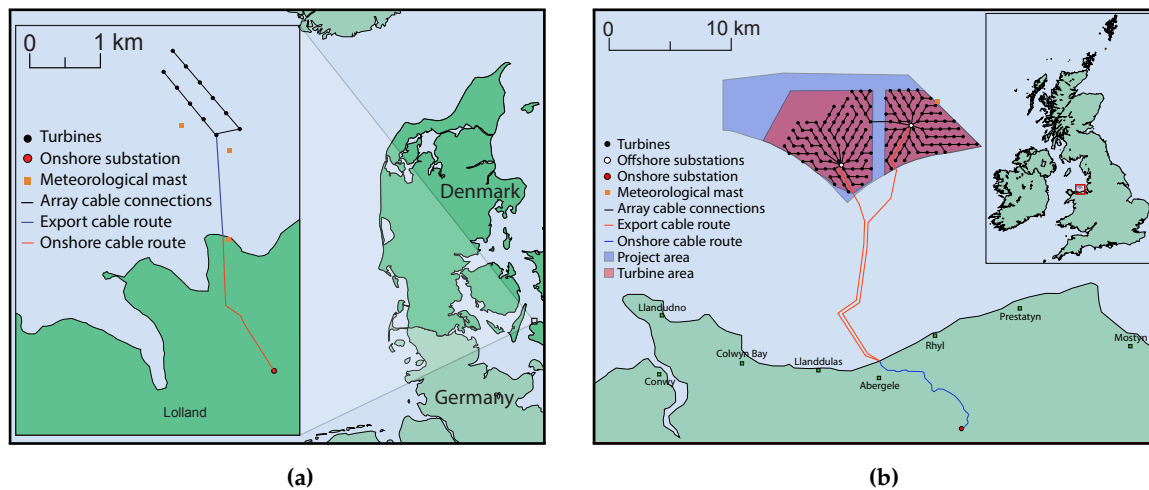 0 1 km
Turbines
Onshore substation
Meteorological mast
Array cable connections
Export cable route
Onshore cable route
Lolland
Denmark
Germany
(a)
0 10 km
Turbines
Offshore substations
Onshore substation
Meteorological mast
Array cable connections
Export cable route
Onshore cable route
Project area
Turbine area
Llandudno
Colwyn Bay
Conwy
Llanddulas
Abergele
Rhyl
Prestatyn
Mostyn
(b)